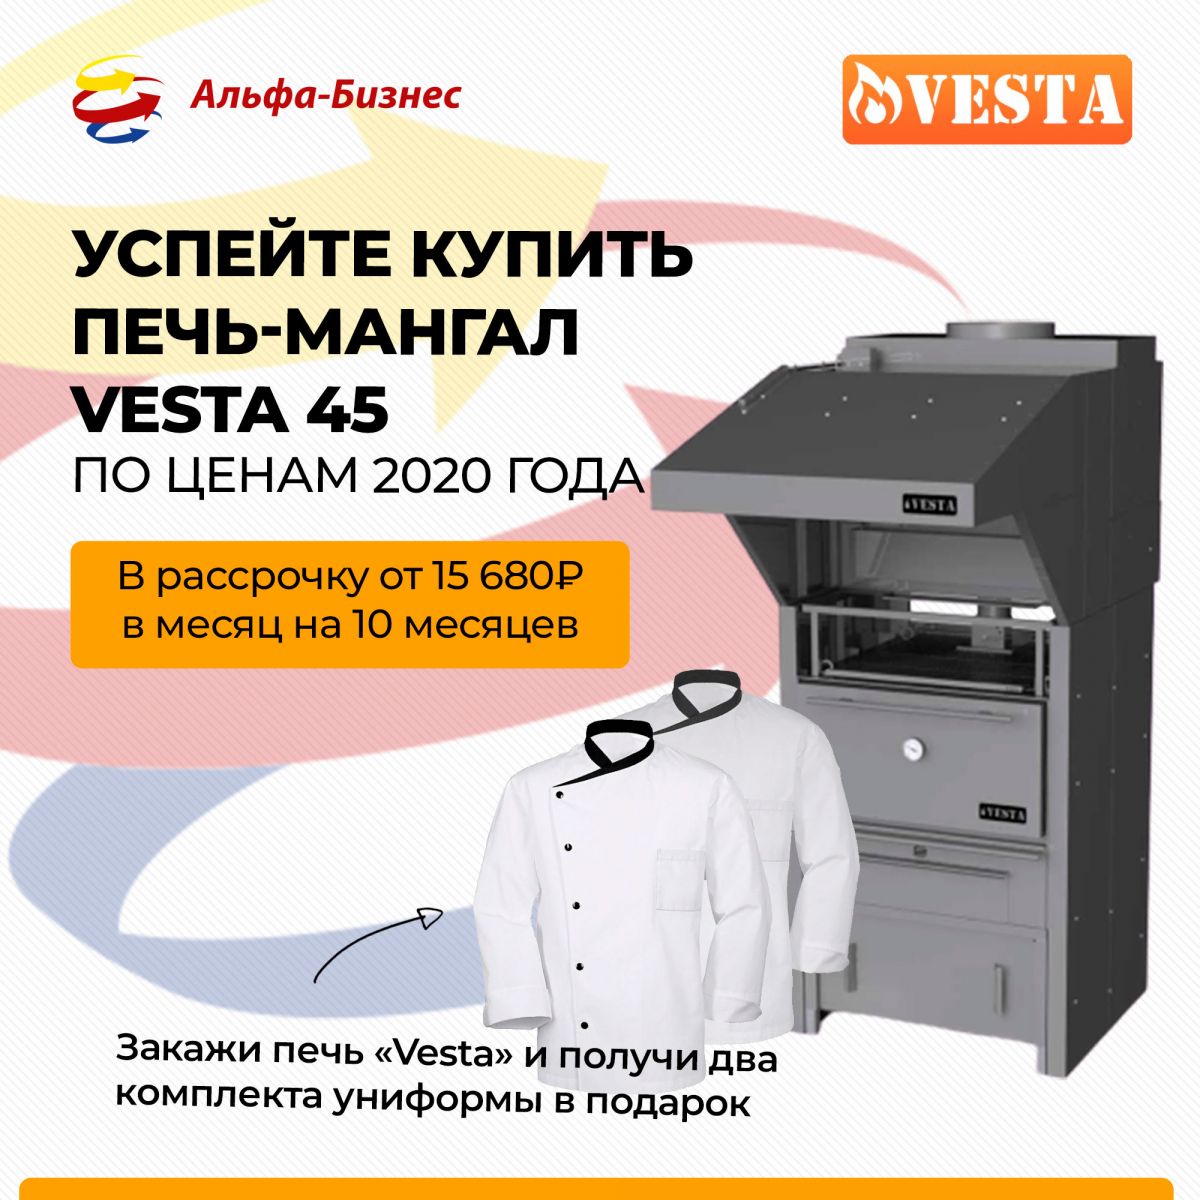 Альфа-Бизнес
VESTA
УСПЕЙТЕ КУПИТЬ
ПЕЧЬ-МАНГАЛ
VESTA 45
ПО ЦЕНАМ 2020 ГОДА
В рассрочку от 15 680₽
в месяц на 10 месяцев
VESTA
VESTA
Закажи печь «Vesta» и получи два
комплекта униформы в подарок